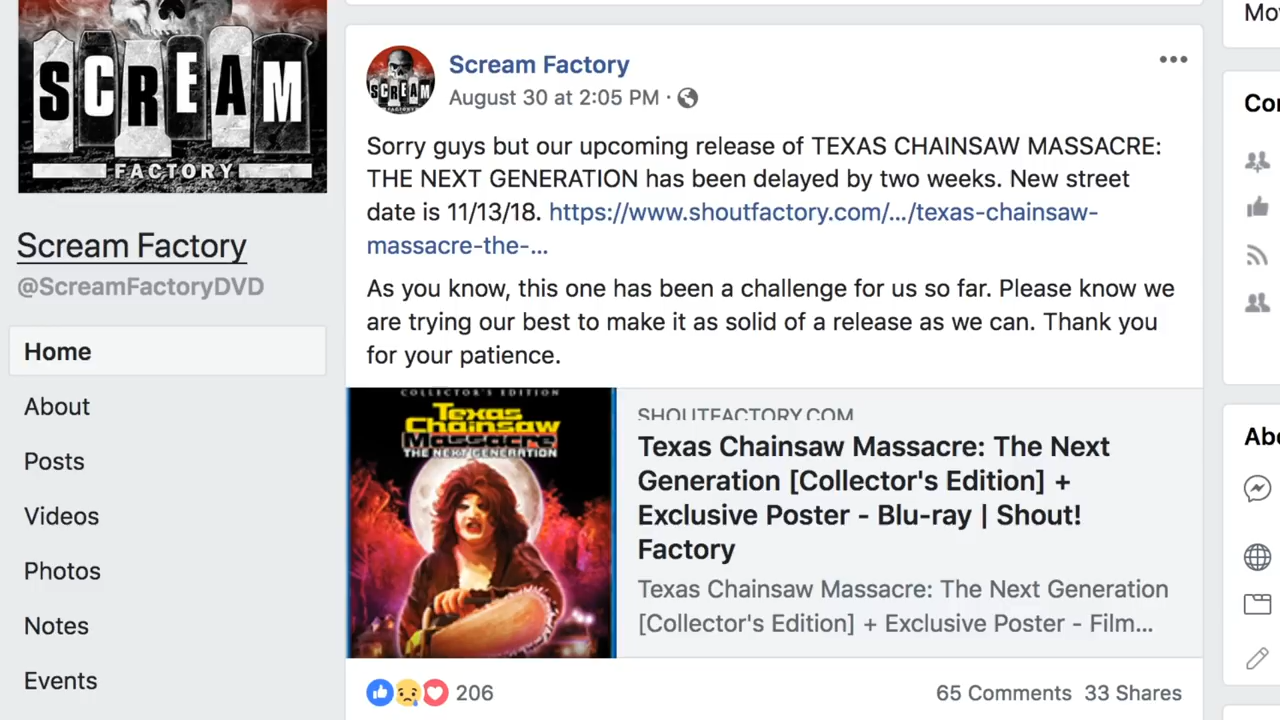 SCREAM
FACTORY
Scream Factory
@ScreamFactoryDVD
Home
About
Posts
Videos
Photos
Notes
Events
SCREAM
FACTORY
Scream Factory
August 30 at 2:05 PM ·
Sorry guys but our upcoming release of TEXAS CHAINSAW MASSACRE:
THE NEXT GENERATION has been delayed by two weeks. New street
date is 11/13/18. https://www.shoutfactory.com/.../texas-chainsaw-
massacre-the-...
As you know, this one has been a challenge for us so far. Please know we
are trying our best to make it as solid of a release as we can. Thank you
for your patience.
COLLECTOR'S EDITION
Texas
Chainsaw
Massacre
THE NEXT GENERATION
SHOUTFACTORY.COM
Texas Chainsaw Massacre: The Next
Generation [Collector's Edition] +
Exclusive Poster - Blu-ray | Shout!
Factory
Texas Chainsaw Massacre: The Next Generation
[Collector's Edition] + Exclusive Poster - Film...
206
65 Comments 33 Shares